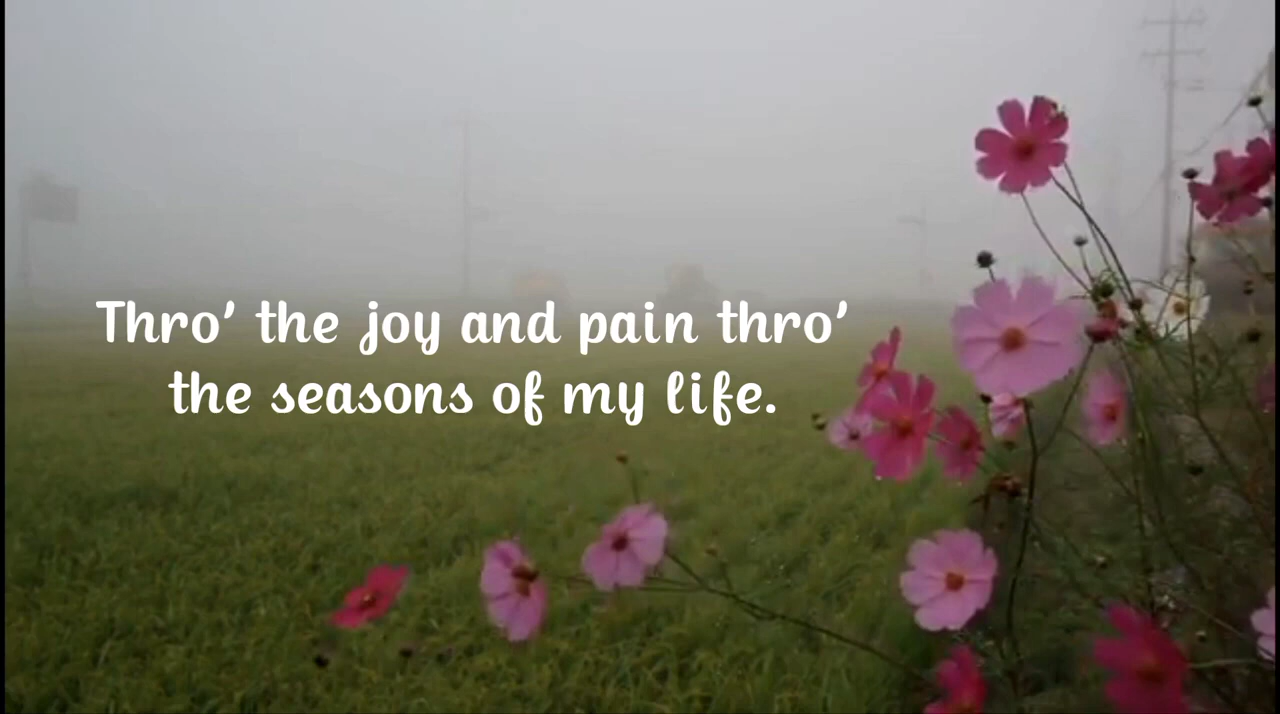 Thro' the joy and pain thro'
the seasons of my life.